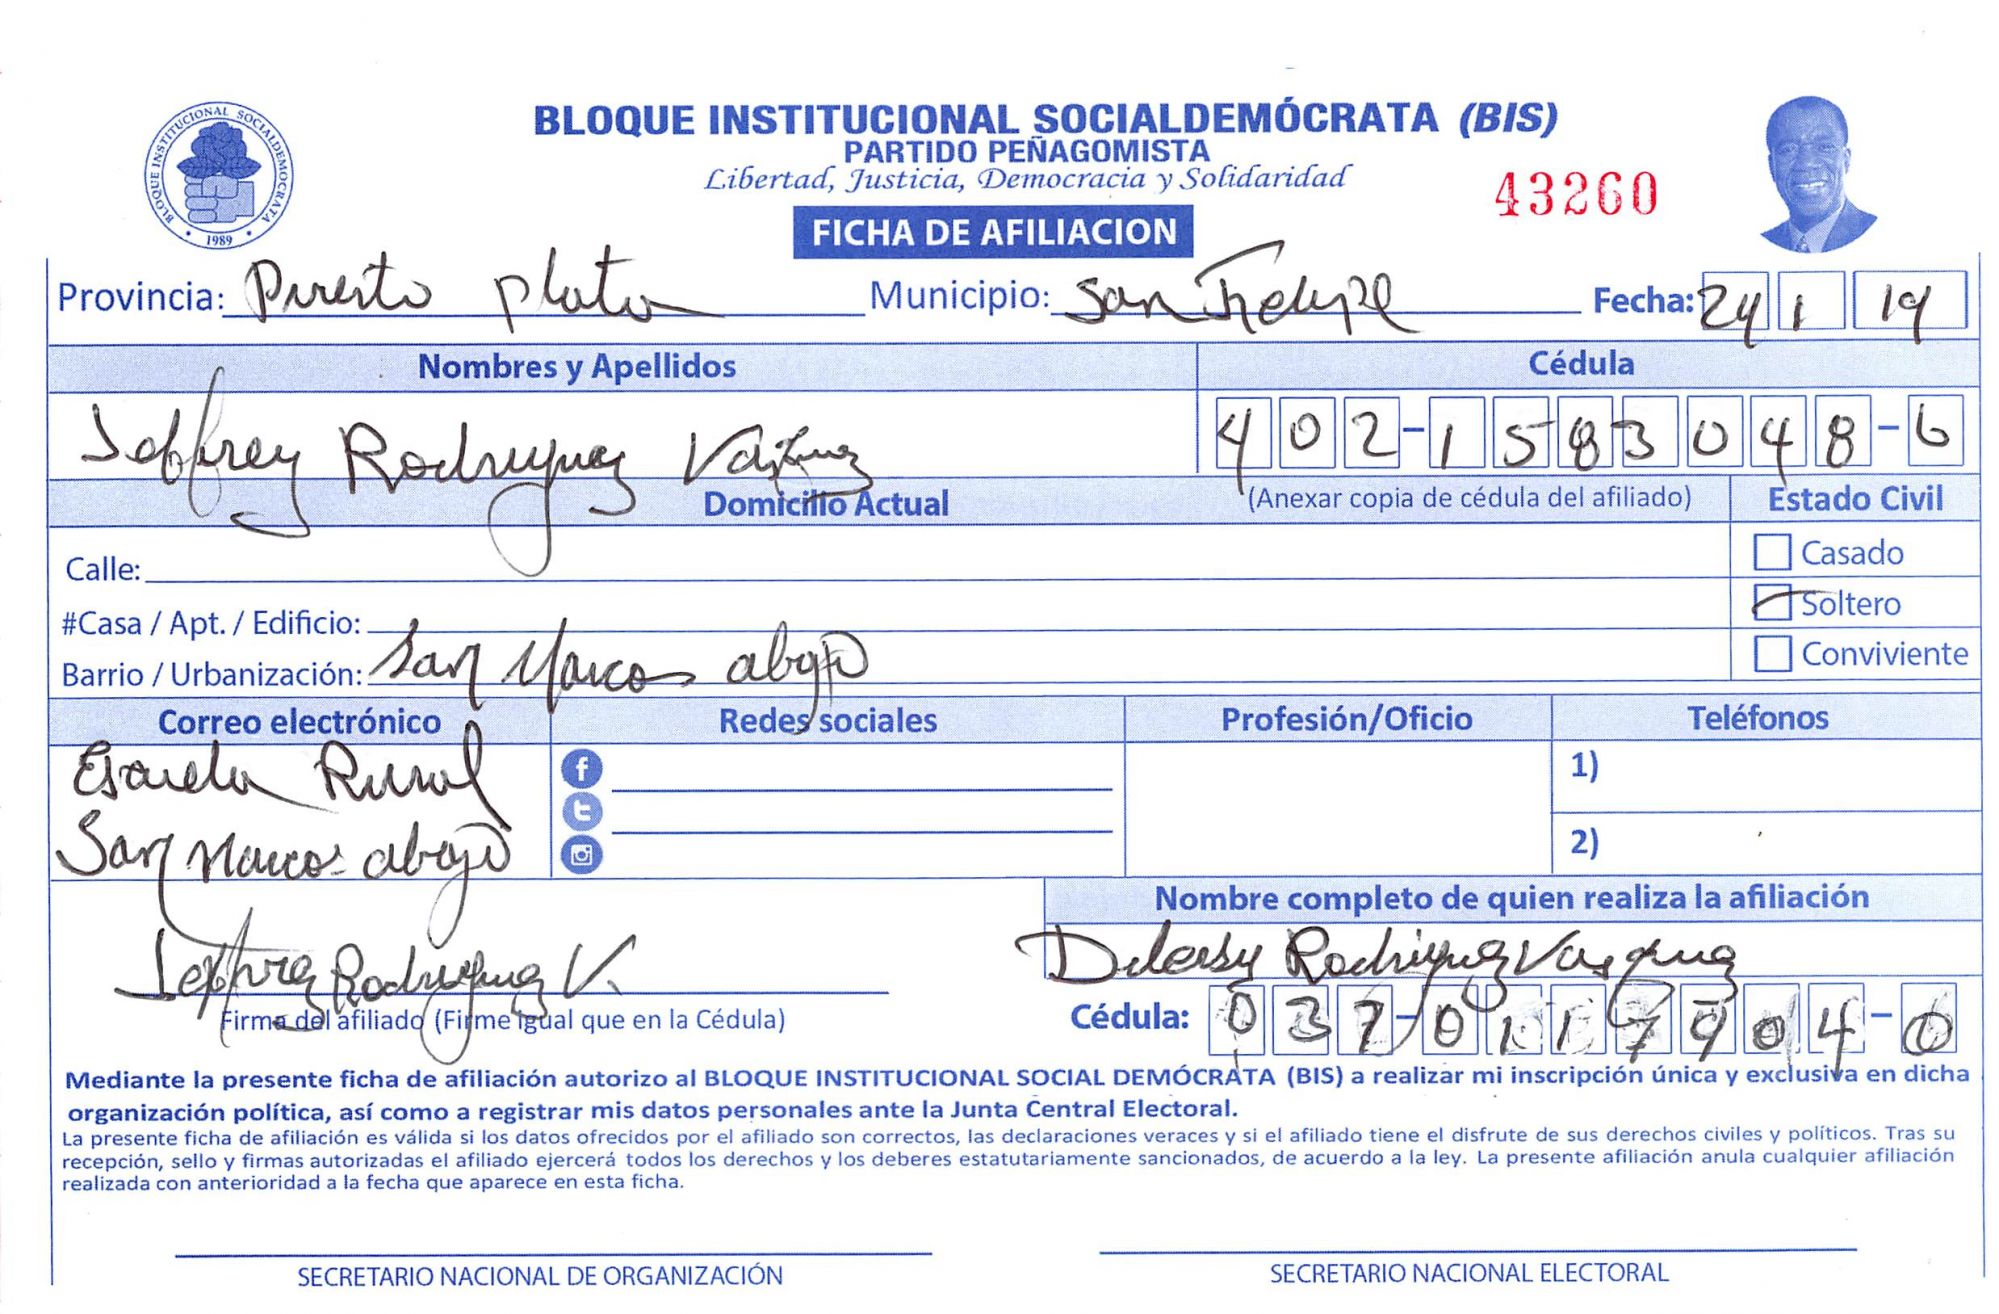 BLOQUE INSTITUCIONAL SOCIALDEMOCRATA
1989
BLOQUE INSTITUCIONAL SOCIALDEMÓCRATA (BIS)
PARTIDO PEÑAGOMISTA
Libertad, Justicia, Democracia y Solidaridad
43260
FICHA DE AFILIACION
Provincia: Puerto plata Municipio: San Felipe Fecha: 24 1 19
Nombres y Apellidos Cédula
Jeffrey Rodriguez Vasquez 402-1583048-6
Domicilio Actual (Anexar copia de cédula del afiliado) Estado Civil
Calle: Casado
#Casa / Apt. / Edificio: Soltero
Barrio / Urbanización: San Marcos abajo Conviviente
Correo electrónico Redes sociales Profesión/Oficio Teléfonos
Escuela Rural 1)
San Marcos abajo 2)
Nombre completo de quien realiza la afiliación
Jeffrey Rodriguez V. Rodriguez Vasquez
Firma del afiliado (Firme igual que en la Cédula) Cédula: 037-0117904-0
Mediante la presente ficha de afiliación autorizo al BLOQUE INSTITUCIONAL SOCIAL DEMÓCRATA (BIS) a realizar mi inscripción única y exclusiva en dicha
organización política, así como a registrar mis datos personales ante la Junta Central Electoral.
La presente ficha de afiliación es válida si los datos ofrecidos por el afiliado son correctos, las declaraciones veraces y si el afiliado tiene el disfrute de sus derechos civiles y políticos. Tras su
recepción, sello y firmas autorizadas el afiliado ejercerá todos los derechos y los deberes estatutariamente sancionados, de acuerdo a la ley. La presente afiliación anula cualquier afiliación
realizada con anterioridad a la fecha que aparece en esta ficha.
SECRETARIO NACIONAL DE ORGANIZACIÓN SECRETARIO NACIONAL ELECTORAL